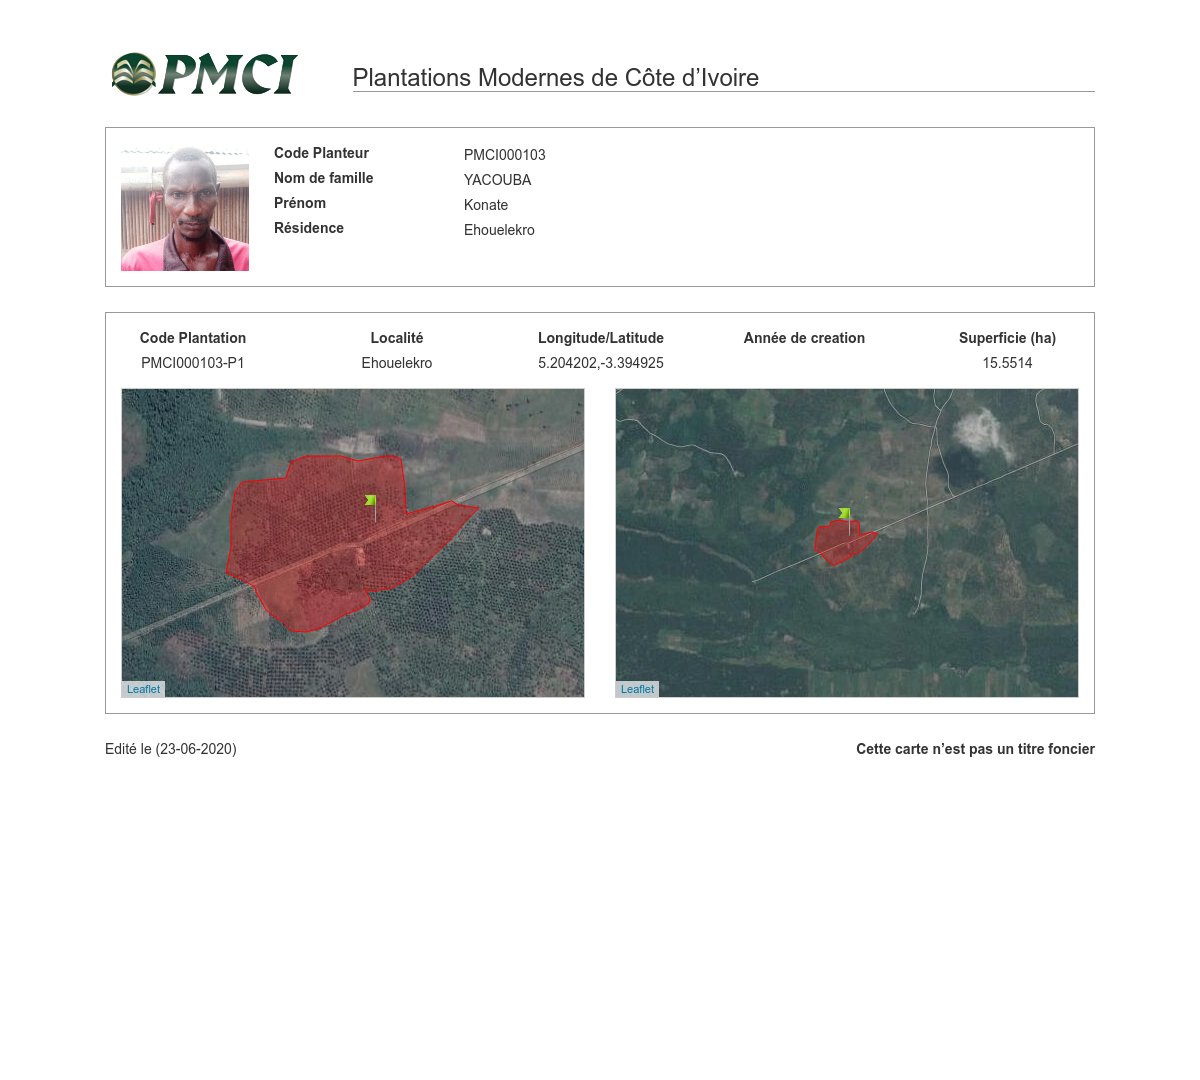 PMCI
Plantations Modernes de Côte d’Ivoire
Code Planteur PMCI000103
Nom de famille YACOUBA
Prénom Konate
Résidence Ehouelekro
Code Plantation Localité Longitude/Latitude Année de creation Superficie (ha)
PMCI000103-P1 Ehouelekro 5.204202,-3.394925 15.5514
Leaflet Leaflet
Edité le (23-06-2020) Cette carte n’est pas un titre foncier